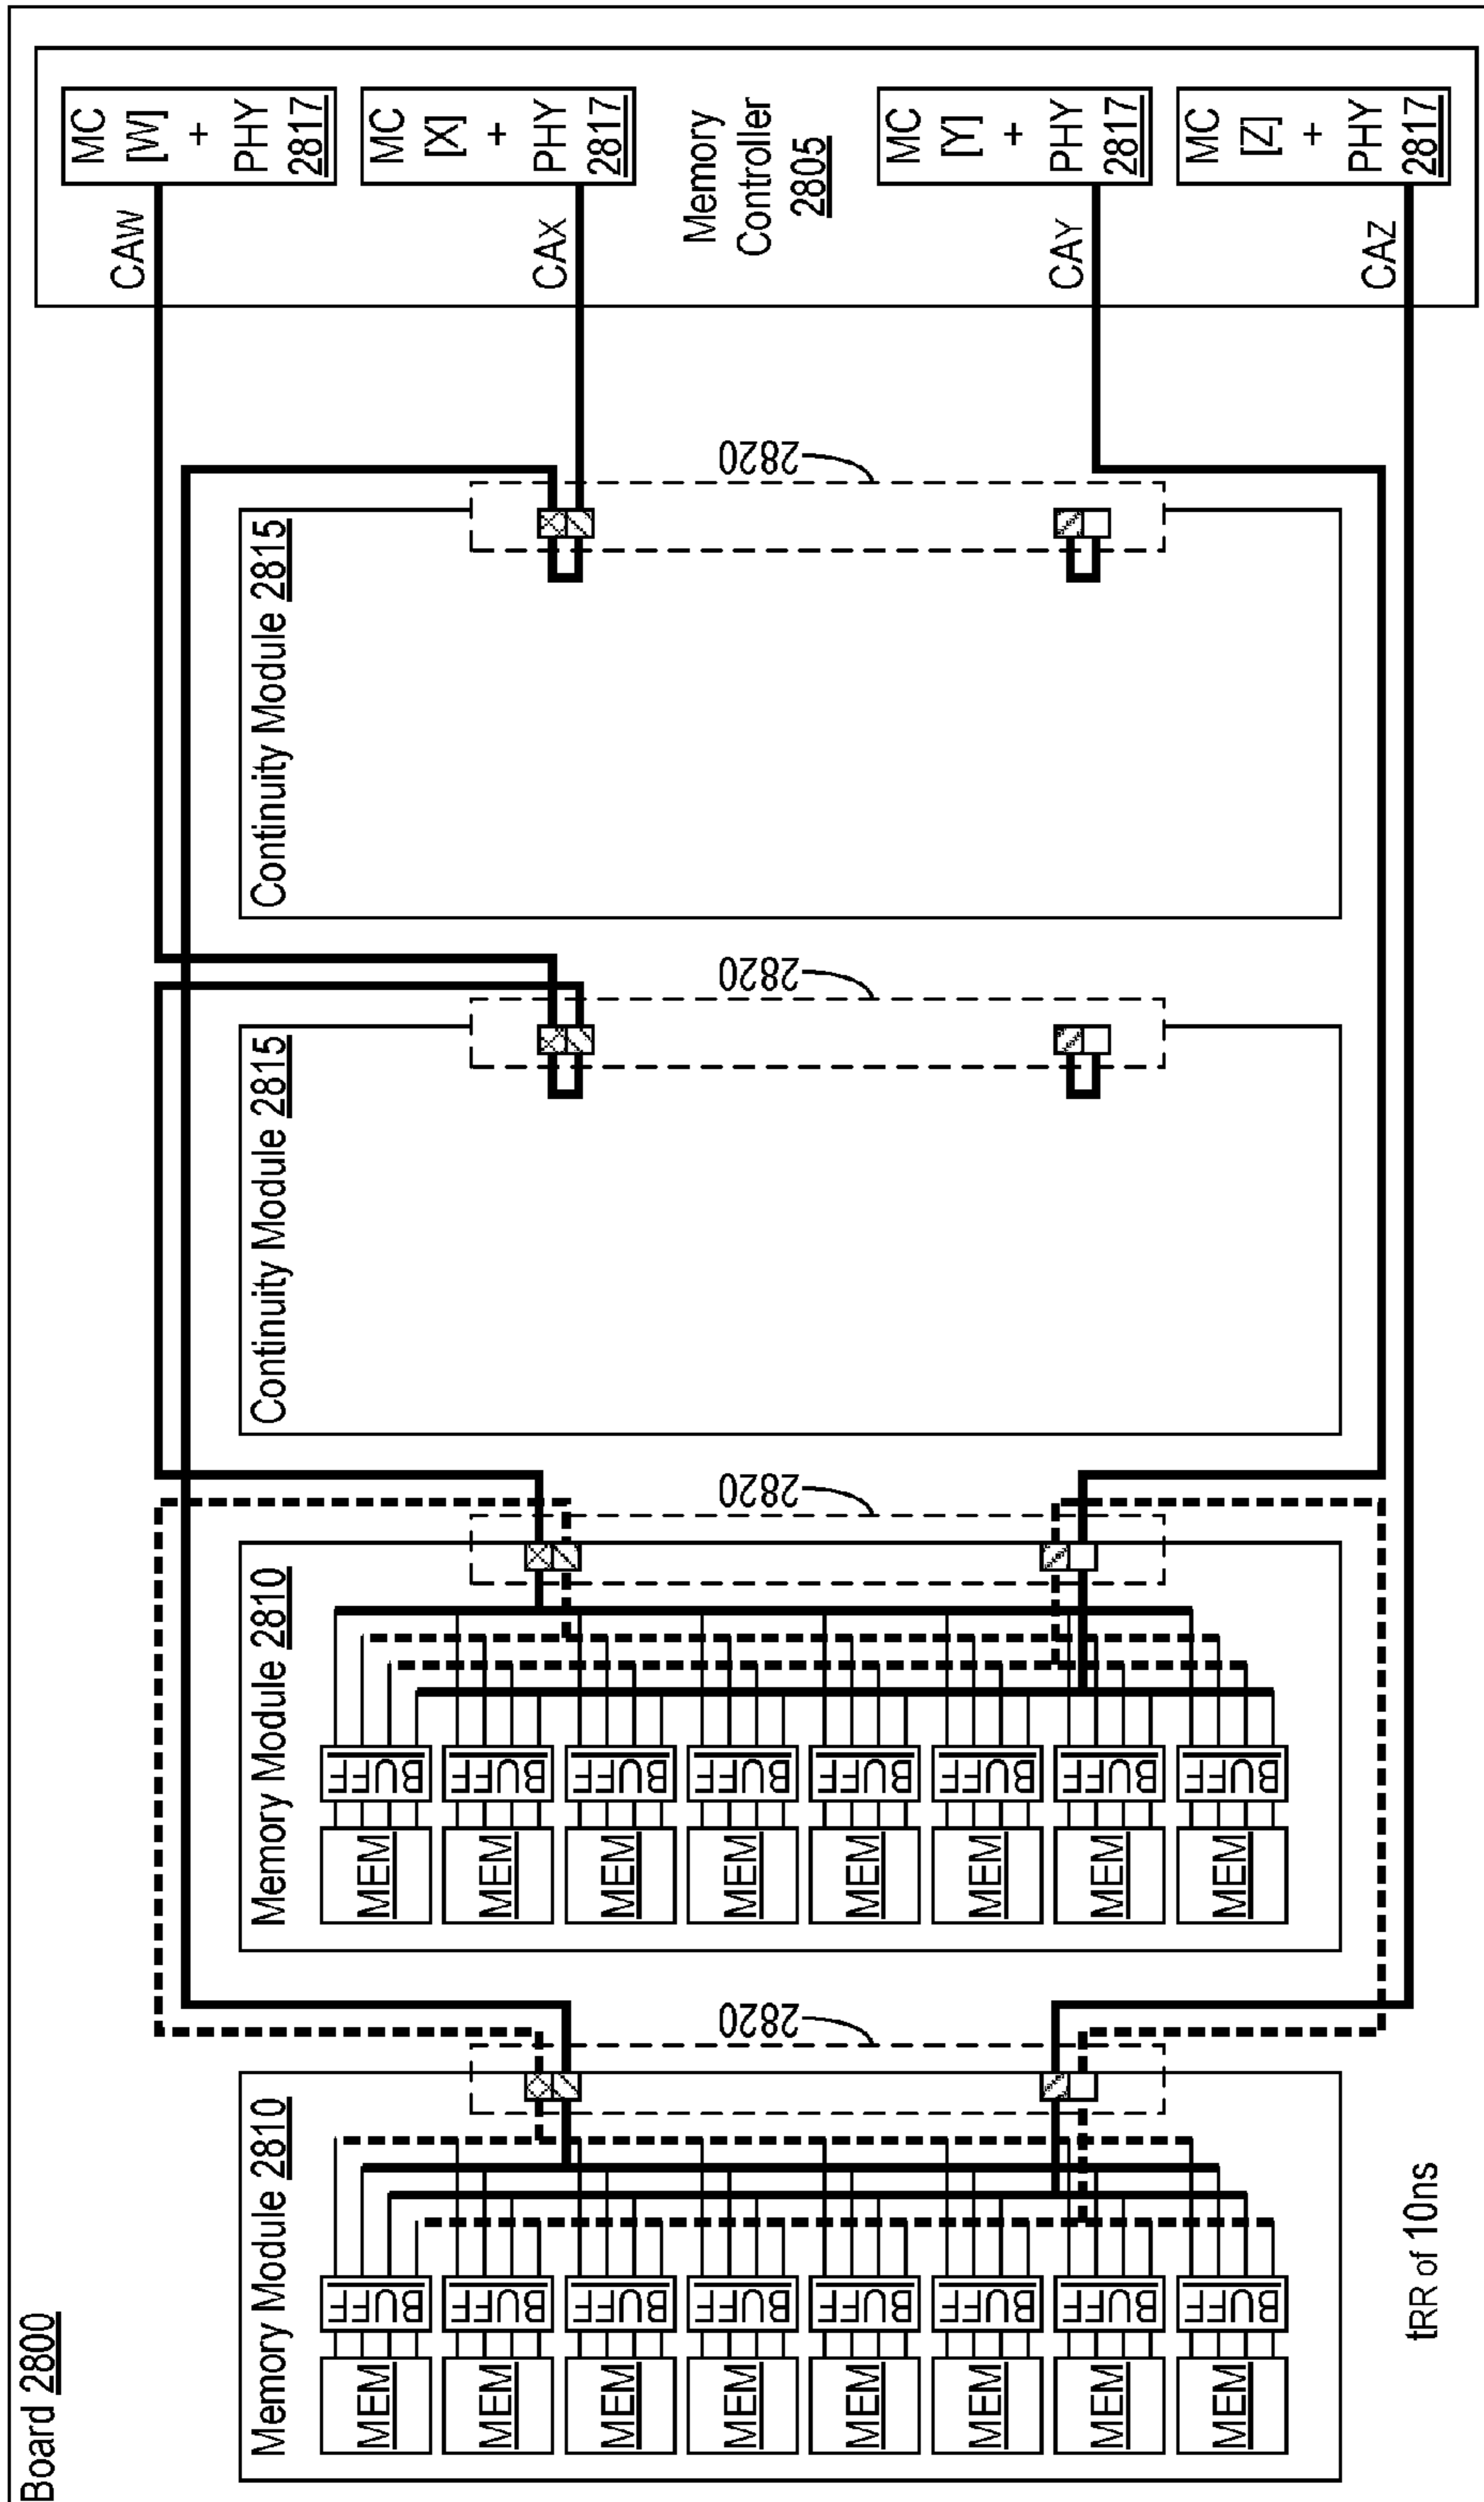 Board 2800
MC
[W]
+
PHY
2817
MC
[X]
+
PHY
2817
Memory
Controller
2805
MC
[Y]
+
PHY
2817
MC
[Z]
+
PHY
2817
CAW
CAX
CAY
CAZ
2820
Continuity Module 2815
2820
Continuity Module 2815
2820
Memory Module 2810
BUFF
BUFF
BUFF
BUFF
BUFF
BUFF
BUFF
BUFF
MEM
MEM
MEM
MEM
MEM
MEM
MEM
MEM
2820
Memory Module 2810
BUFF
BUFF
BUFF
BUFF
BUFF
BUFF
BUFF
BUFF
MEM
MEM
MEM
MEM
MEM
MEM
MEM
MEM
tRR of 10ns